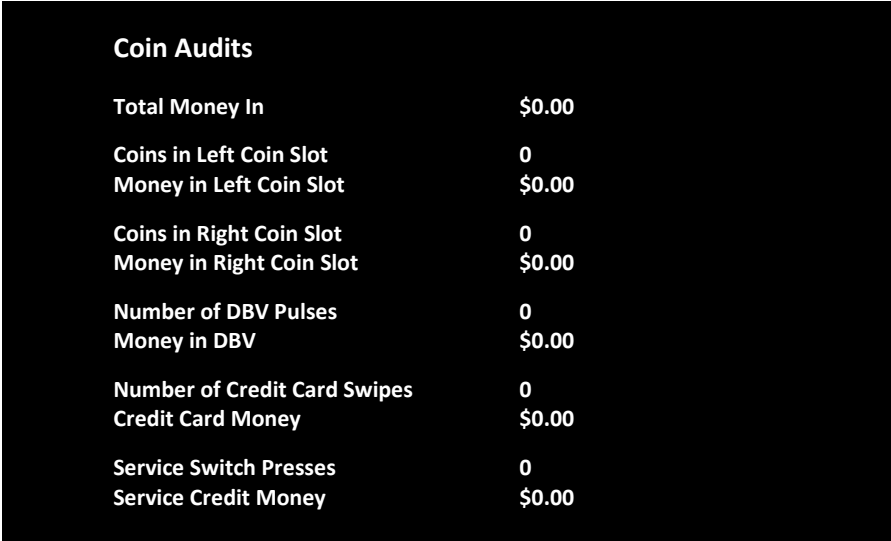 Coin Audits
Total Money In $0.00
Coins in Left Coin Slot 0
Money in Left Coin Slot $0.00
Coins in Right Coin Slot 0
Money in Right Coin Slot $0.00
Number of DBV Pulses 0
Money in DBV $0.00
Number of Credit Card Swipes 0
Credit Card Money $0.00
Service Switch Presses 0
Service Credit Money $0.00